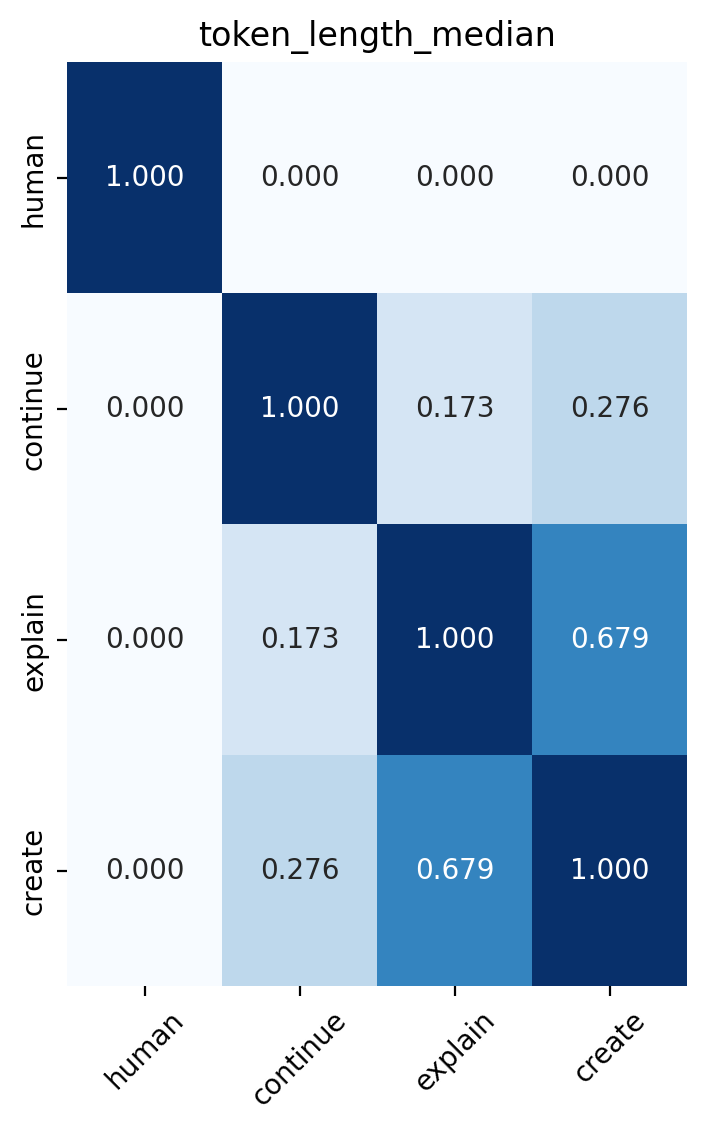 token_length_median
human 1.000 0.000 0.000 0.000
continue 0.000 1.000 0.173 0.276
explain 0.000 0.173 1.000 0.679
create 0.000 0.276 0.679 1.000
human continue explain create